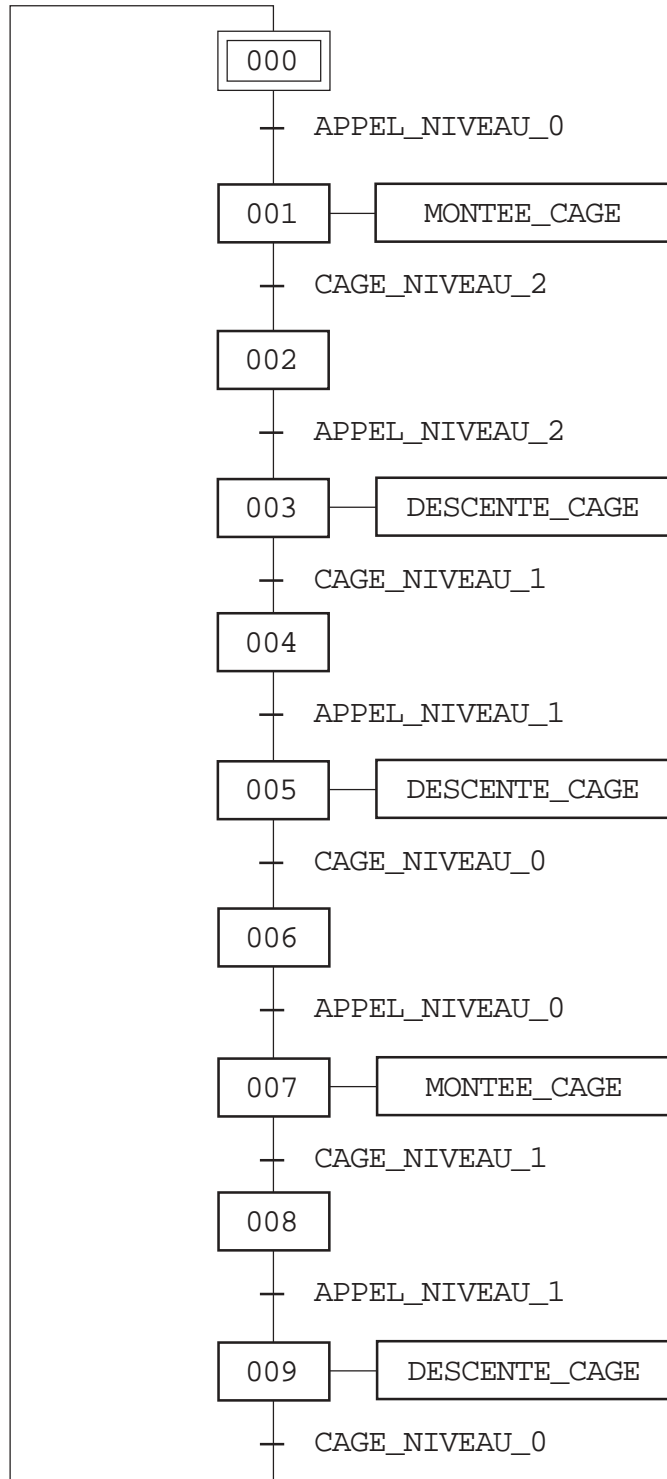 000
APPEL_NIVEAU_0
001 MONTEE_CAGE
CAGE_NIVEAU_2
002
APPEL_NIVEAU_2
003 DESCENTE_CAGE
CAGE_NIVEAU_1
004
APPEL_NIVEAU_1
005 DESCENTE_CAGE
CAGE_NIVEAU_0
006
APPEL_NIVEAU_0
007 MONTEE_CAGE
CAGE_NIVEAU_1
008
APPEL_NIVEAU_1
009 DESCENTE_CAGE
CAGE_NIVEAU_0